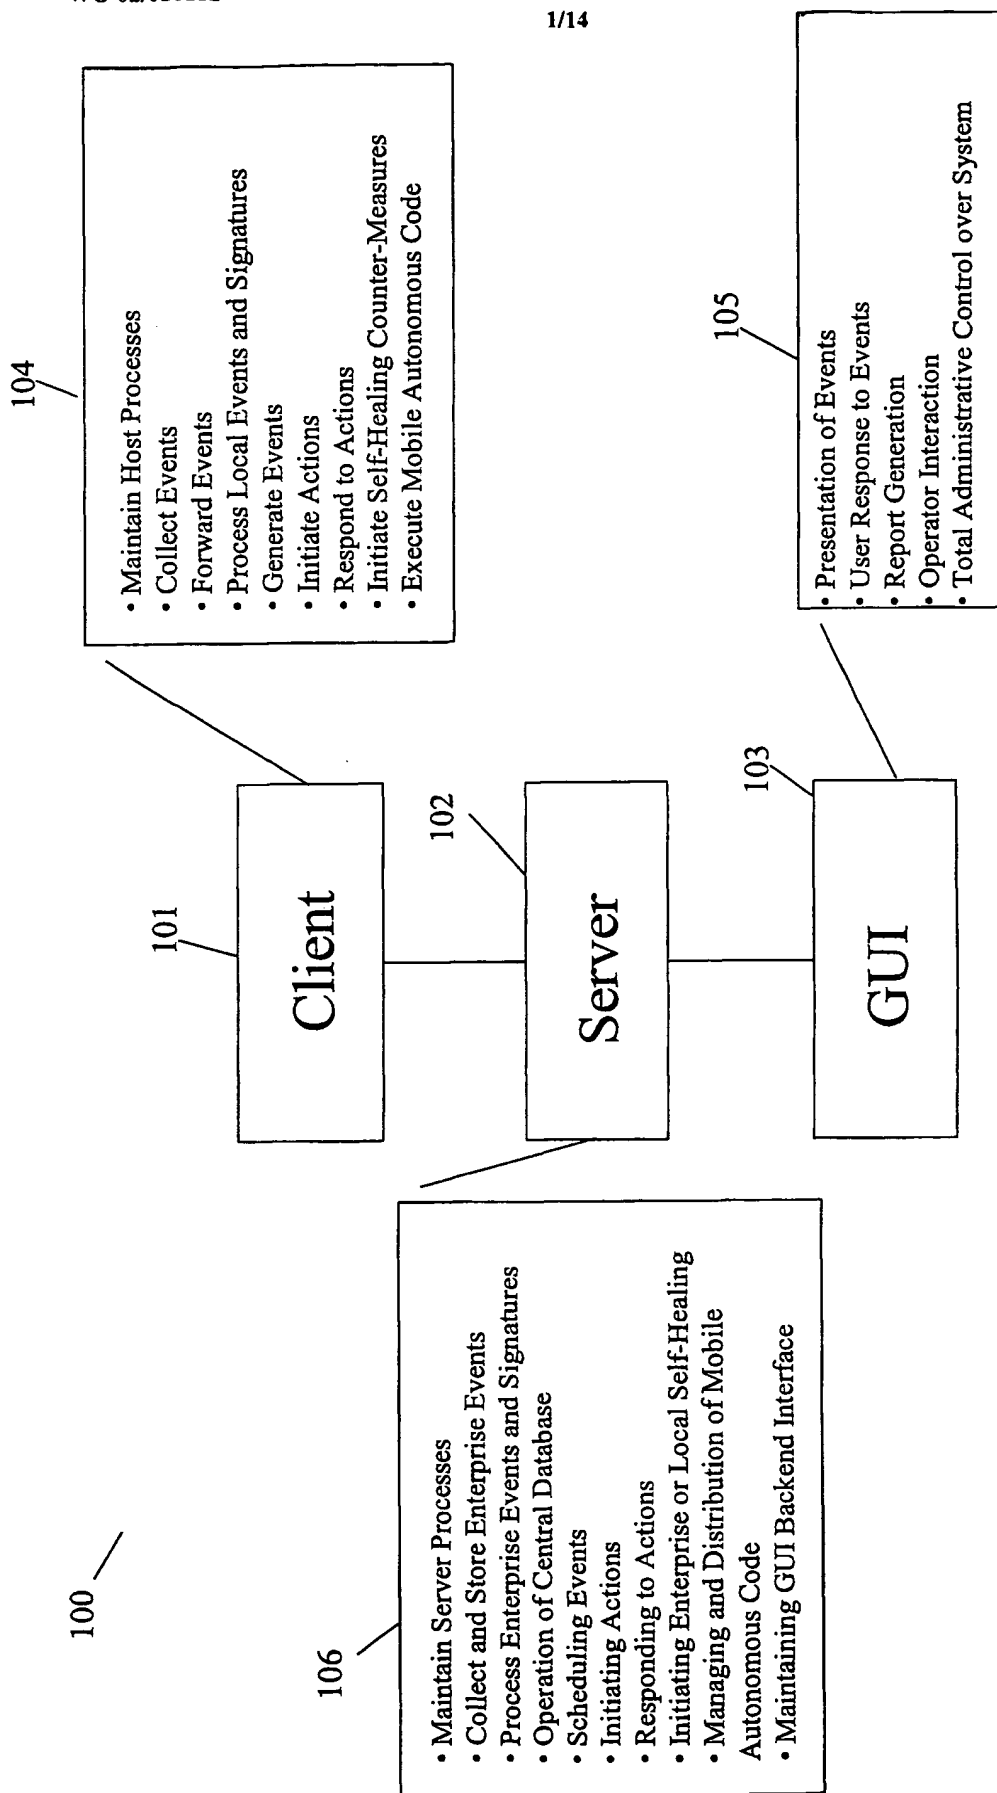 1/14
100
104
• Maintain Host Processes
• Collect Events
• Forward Events
• Process Local Events and Signatures
• Generate Events
• Initiate Actions
• Respond to Actions
• Initiate Self-Healing Counter-Measures
• Execute Mobile Autonomous Code
101
Client
102
Server
103
GUI
106
• Maintain Server Processes
• Collect and Store Enterprise Events
• Process Enterprise Events and Signatures
• Operation of Central Database
• Scheduling Events
• Initiating Actions
• Responding to Actions
• Initiating Enterprise or Local Self-Healing
• Managing and Distribution of Mobile
Autonomous Code
• Maintaining GUI Backend Interface
105
• Presentation of Events
• User Response to Events
• Report Generation
• Operator Interaction
• Total Administrative Control over System